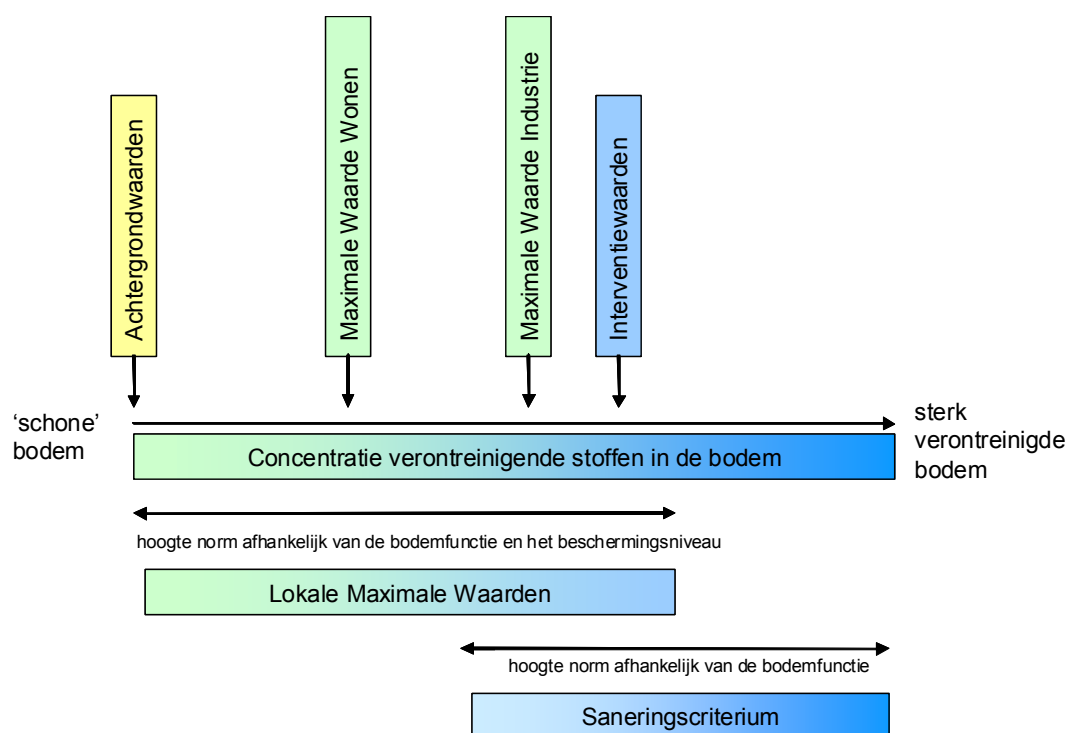 Achtergrondwaarden
Maximale Waarde Wonen
Maximale Waarde Industrie
Interventiewaarden
‘schone’
bodem
sterk
verontreinigde
bodem
Concentratie verontreinigende stoffen in de bodem
hoogte norm afhankelijk van de bodemfunctie en het beschermingsniveau
Lokale Maximale Waarden
hoogte norm afhankelijk van de bodemfunctie
Saneringscriterium